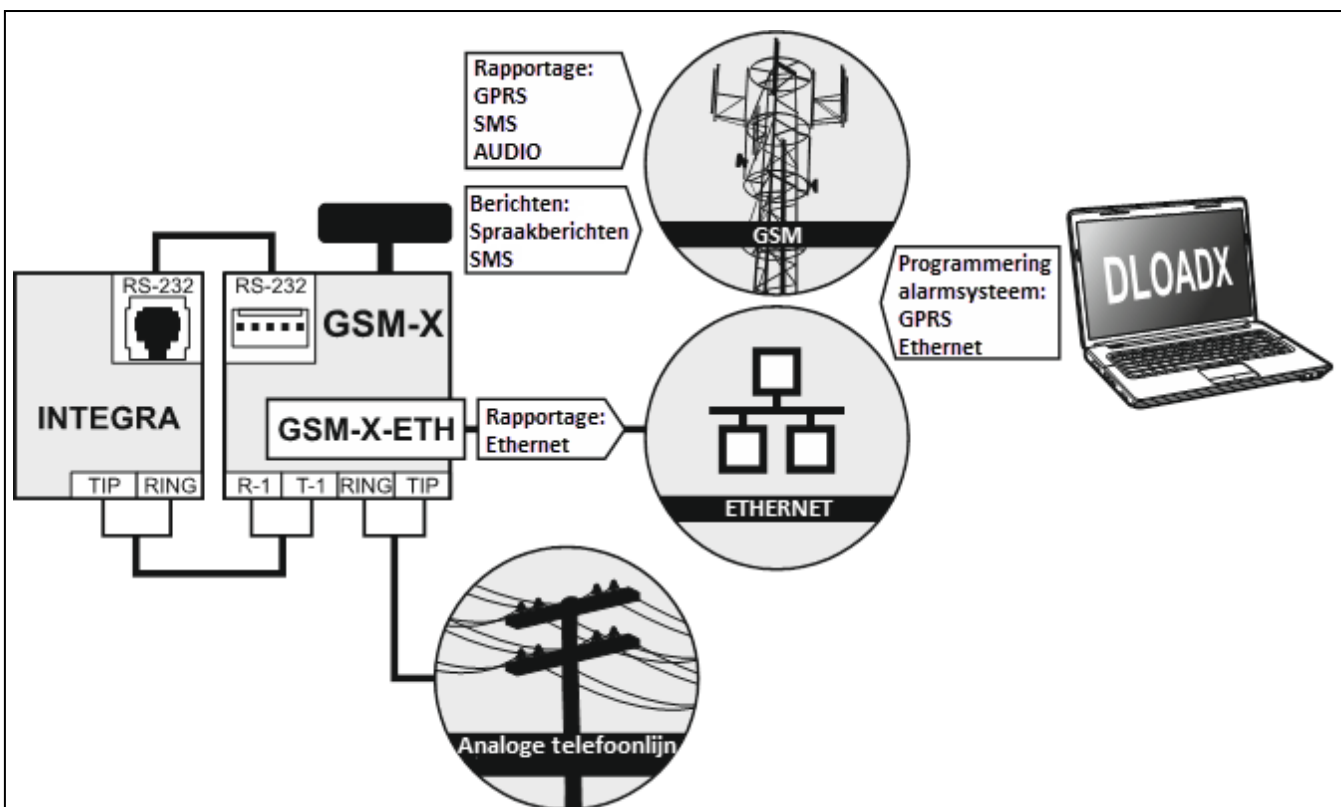 Rapportage:
GPRS
SMS
AUDIO
Berichten:
Spraakberichten
SMS
GSM
Programmering
alarmsysteem:
GPRS
Ethernet
DLOADX
RS-232
RS-232
GSM-X
INTEGRA
GSM-X-ETH
Rapportage:
Ethernet
TIP RING
R-1 T-1 RING TIP
ETHERNET
Analoge telefoonlijn